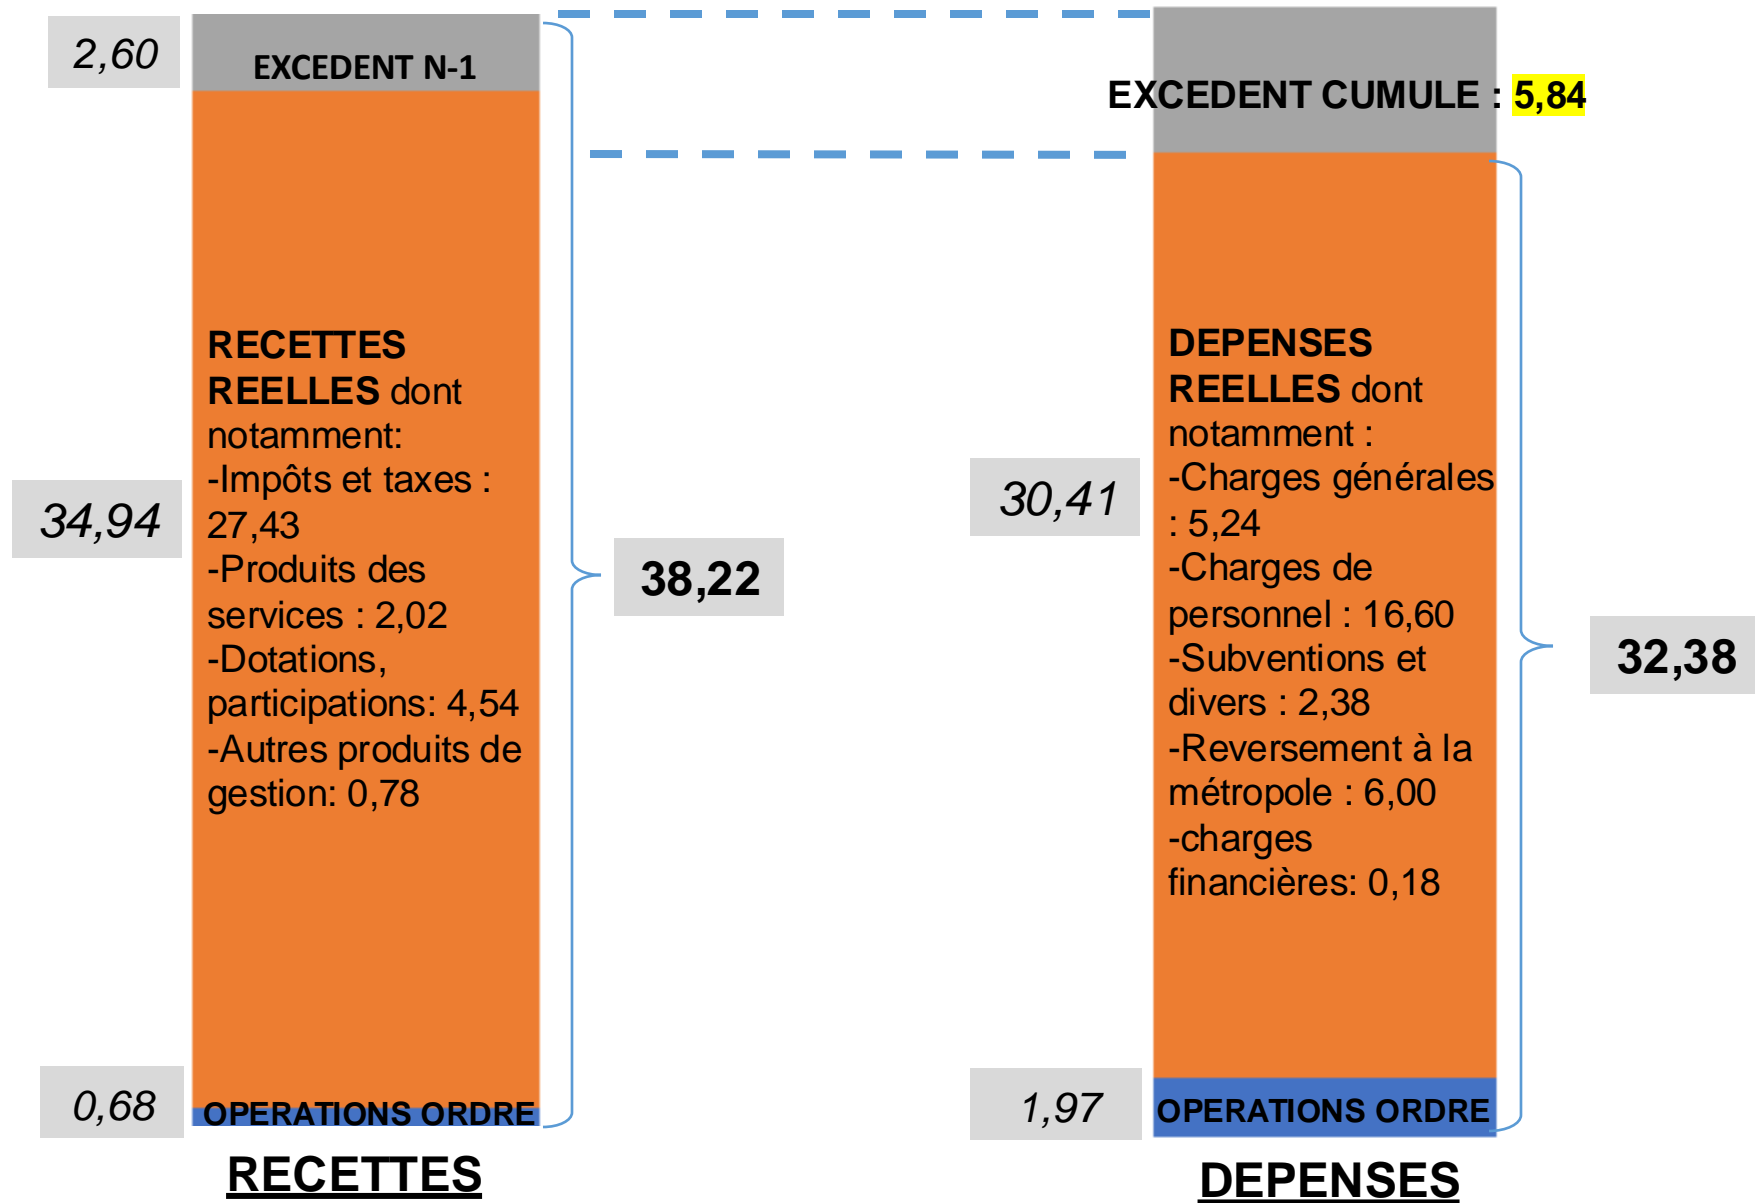 2,60
EXCEDENT N-1
34,94
RECETTES
REELLES dont
notamment:
-Impôts et taxes :
27,43
-Produits des
services : 2,02
-Dotations,
participations: 4,54
-Autres produits de
gestion: 0,78
38,22
0,68
OPERATIONS ORDRE
RECETTES
EXCEDENT CUMULE : 5,84
30,41
DEPENSES
REELLES dont
notamment :
-Charges générales
: 5,24
-Charges de
personnel : 16,60
-Subventions et
divers : 2,38
-Reversement à la
métropole : 6,00
-charges
financières: 0,18
32,38
1,97
OPERATIONS ORDRE
DEPENSES